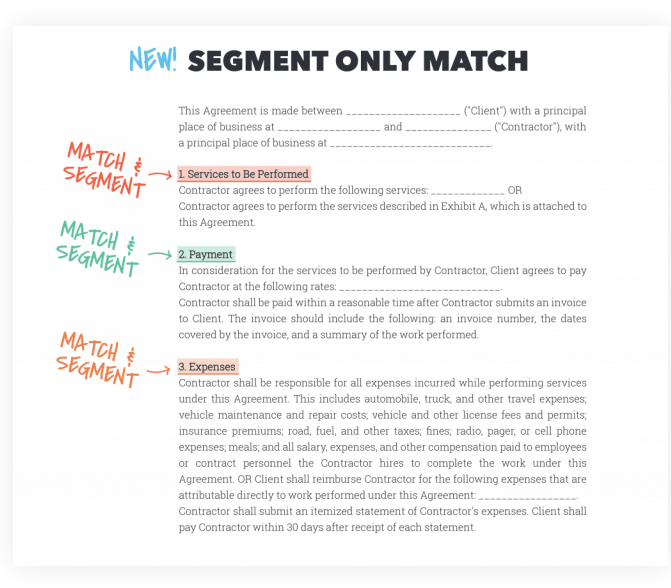 NEW! SEGMENT ONLY MATCH
This Agreement is made between ____________________ ("Client") with a principal
place of business at __________________ and _______________ ("Contractor"), with
a principal place of business at ____________________________.
MATCH &
SEGMENT
1. Services to Be Performed
Contractor agrees to perform the following services: _____________ OR
Contractor agrees to perform the services described in Exhibit A, which is attached to
this Agreement.
MATCH &
SEGMENT
2. Payment
In consideration for the services to be performed by Contractor, Client agrees to pay
Contractor at the following rates: ____________________________.
Contractor shall be paid within a reasonable time after Contractor submits an invoice
to Client. The invoice should include the following: an invoice number, the dates
covered by the invoice, and a summary of the work performed.
MATCH &
SEGMENT
3. Expenses
Contractor shall be responsible for all expenses incurred while performing services
under this Agreement. This includes automobile, truck, and other travel expenses;
vehicle maintenance and repair costs; vehicle and other license fees and permits;
insurance premiums; road, fuel, and other taxes; fines; radio, pager, or cell phone
expenses; meals; and all salary, expenses, and other compensation paid to employees
or contract personnel the Contractor hires to complete the work under this
Agreement. OR Client shall reimburse Contractor for the following expenses that are
attributable directly to work performed under this Agreement: _________________.
Contractor shall submit an itemized statement of Contractor's expenses. Client shall
pay Contractor within 30 days after receipt of each statement.